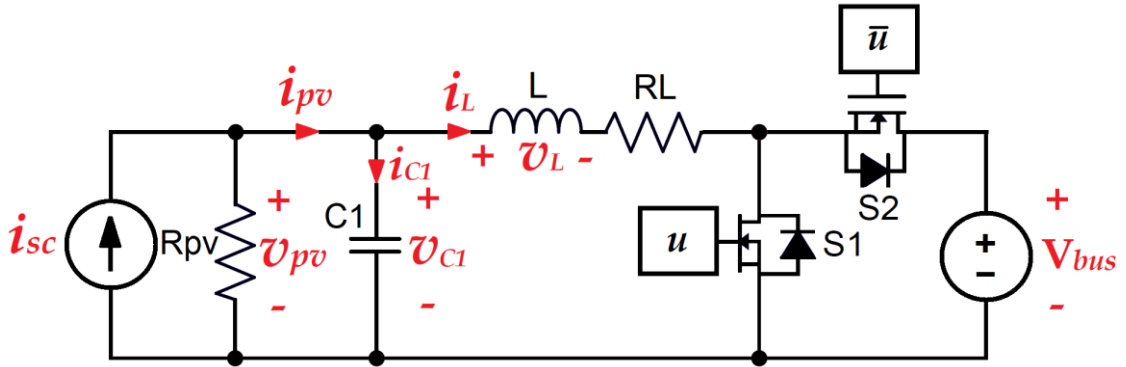 ū
i_pv
i_L
L
RL
+ v_L -
i_C1
S2
i_sc
Rpv
+
v_pv
-
C1
+
v_C1
-
u
S1
+
-
+
V_bus
-